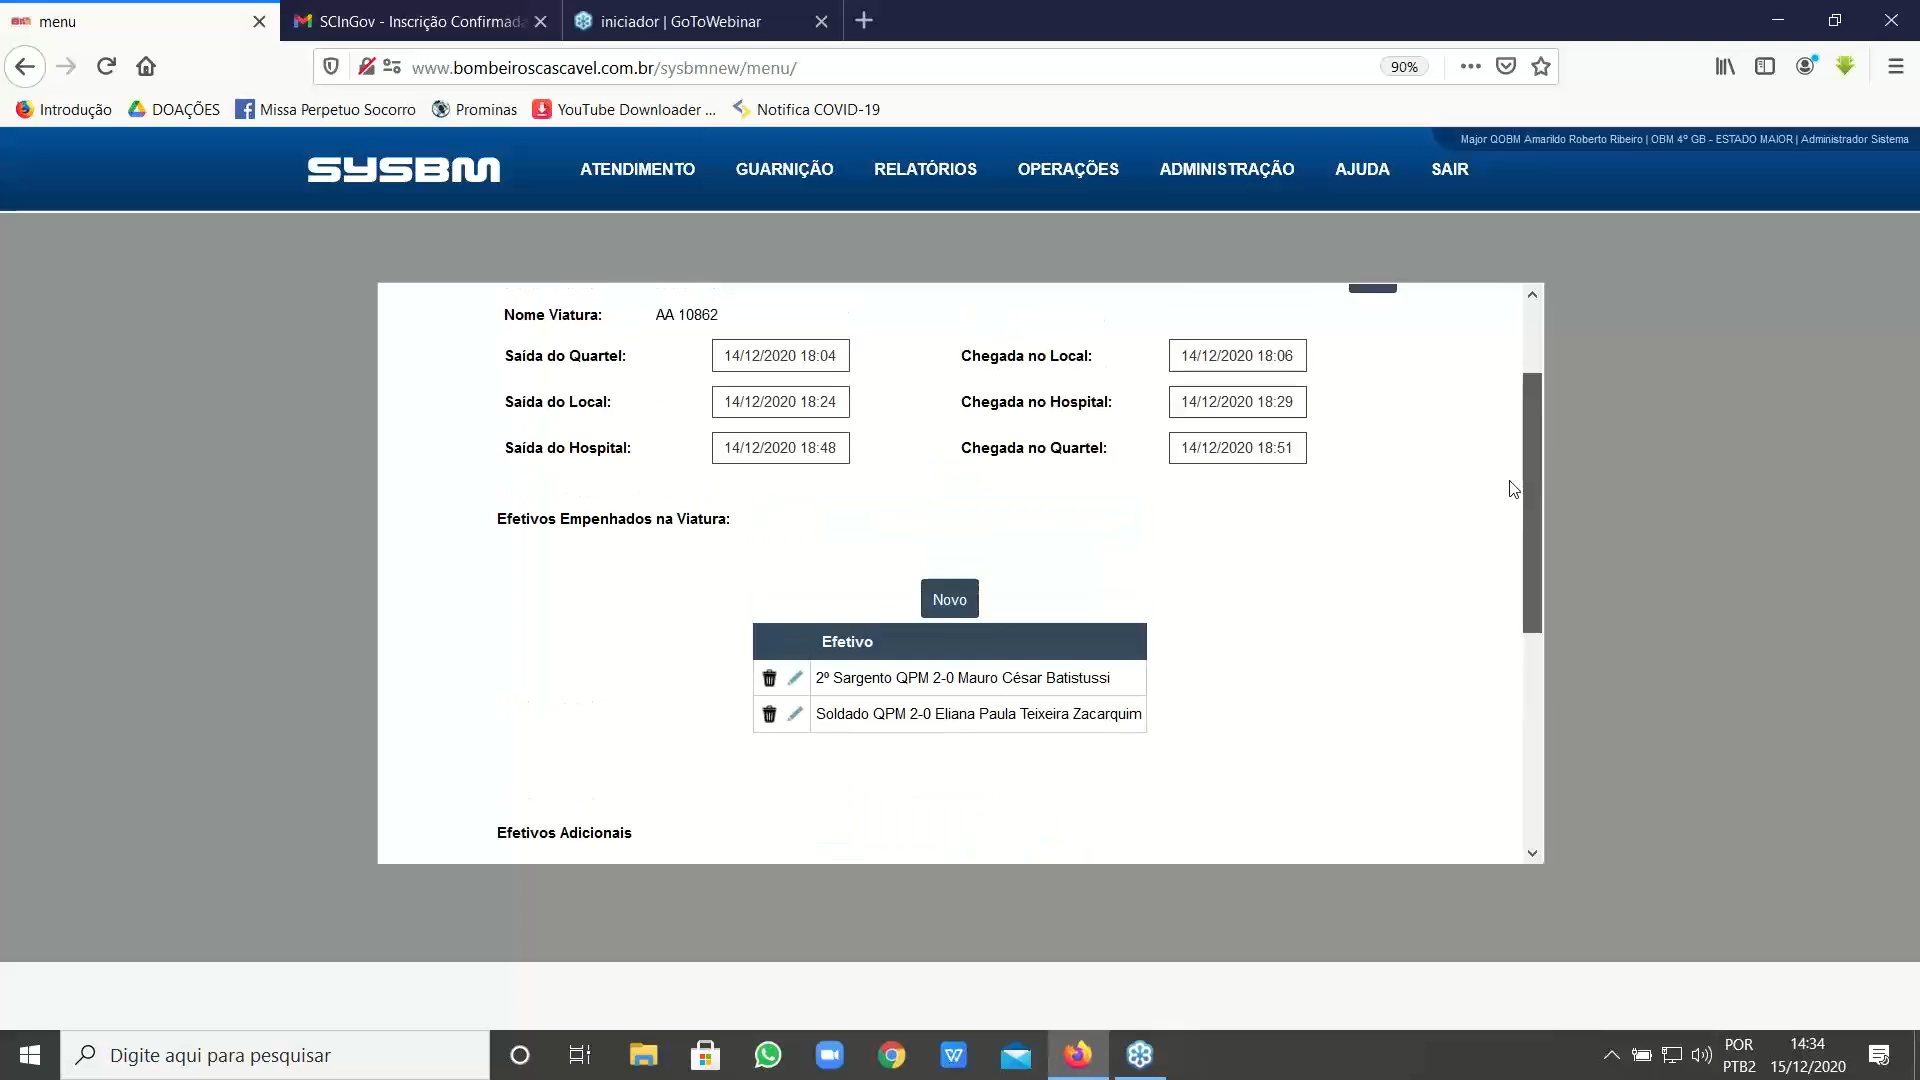 menu
SCInGov - Inscrição Confirmada
iniciador | GoToWebinar
www.bombeiroscascavel.com.br/sysbmnew/menu/
90%
Introdução
DOAÇÕES
Missa Perpetuo Socorro
Prominas
YouTube Downloader ...
Notifica COVID-19
Major QOBM Amarildo Roberto Ribeiro | OBM 4º GB - ESTADO MAIOR | Administrador Sistema
SYSBM
ATENDIMENTO
GUARNIÇÃO
RELATÓRIOS
OPERAÇÕES
ADMINISTRAÇÃO
AJUDA
SAIR
Nome Viatura: AA 10862
Saída do Quartel: 14/12/2020 18:04 Chegada no Local: 14/12/2020 18:06
Saída do Local: 14/12/2020 18:24 Chegada no Hospital: 14/12/2020 18:29
Saída do Hospital: 14/12/2020 18:48 Chegada no Quartel: 14/12/2020 18:51
Efetivos Empenhados na Viatura:
Novo
Efetivo
2º Sargento QPM 2-0 Mauro César Batistussi
Soldado QPM 2-0 Eliana Paula Teixeira Zacarquim
Efetivos Adicionais
Digite aqui para pesquisar
POR
PTB2
14:34
15/12/2020